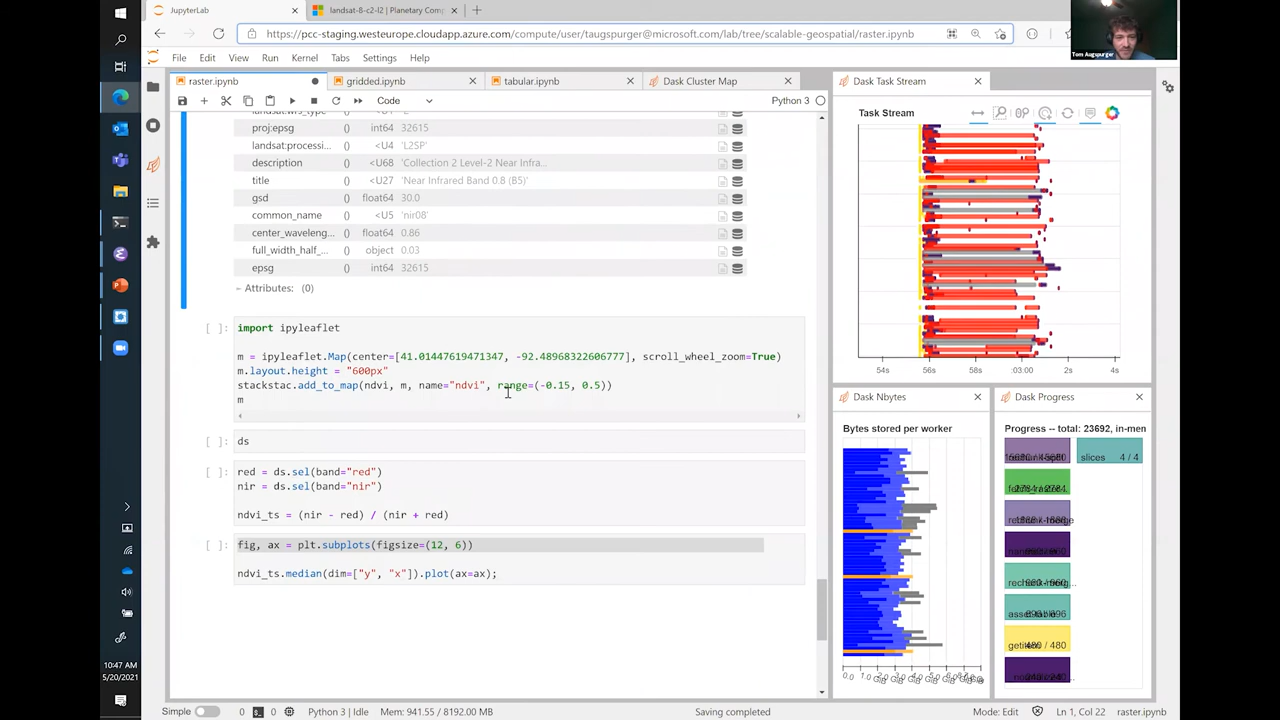 JupyterLab
landsat-8-c2-l2 | Planetary Comp
https://pcc-staging.westeurope.cloudapp.azure.com/compute/user/taugspurger@microsoft.com/lab/tree/scalable-geospatial/raster.ipynb
Tom Augspurger
File Edit View Run Kernel Tabs Settings Help
raster.ipynb
gridded.ipynb
tabular.ipynb
Dask Cluster Map
Dask Task Stream
Code
Python 3
proj:epsg () int64 32615
landsat:processi... () <U4 'L2SP'
description () <U68 'Collection 2 Level-2 Near Infra...
title () <U27 'Near Infrared Band 0.8 (B5)'
gsd () float64 30.0
common_name () <U5 'nir08'
center_waveleng... () float64 0.86
full_width_half_... () object 0.03
epsg () int64 32615
Attributes: (0)
[ ]: import ipyleaflet
m = ipyleaflet.Map(center=[41.01447619471347, -92.48968322606777], scroll_wheel_zoom=True)
m.layout.height = "600px"
stackstac.add_to_map(ndvi, m, name="ndvi", range=(-0.15, 0.5))
m
[ ]: ds
[ ]: red = ds.sel(band="red")
nir = ds.sel(band="nir")
ndvi_ts = (nir - red) / (nir + red)
[ ]: fig, ax = plt.subplots(figsize=(12, 6))
ndvi_ts.median(dim=["y", "x"]).plot(ax=ax);
Task Stream
54s 56s 58s :03:00 2s 4s
Dask Nbytes
Bytes stored per worker
0.0
Dask Progress
Progress -- total: 23692, in-mem
slices 4 / 4
getitem 480 / 480
10:47 AM
5/20/2021
Simple 0 0 Python 3 | Idle Mem: 941.55 / 8192.00 MB Saving completed Mode: Edit Ln 1, Col 22 raster.ipynb